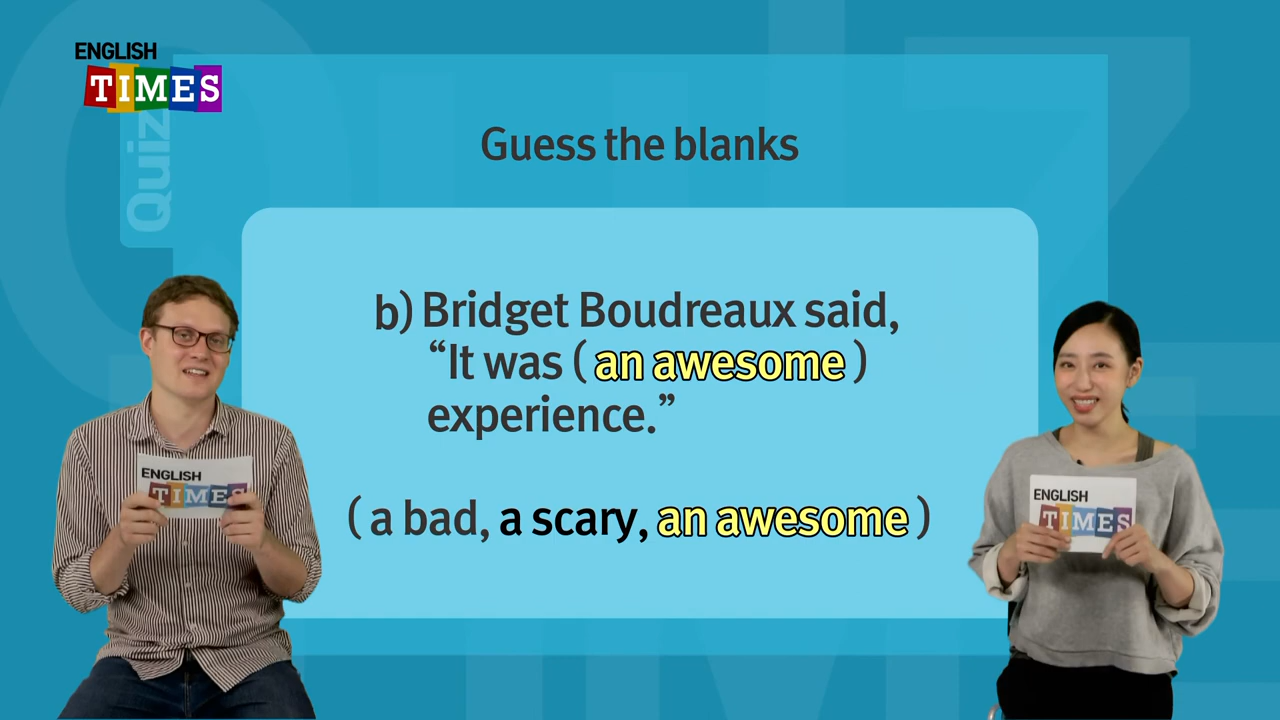 ENGLISH
TIMES
Quiz
Guess the blanks
b) Bridget Boudreaux said,
“It was ( an awesome )
experience.”
( a bad, a scary, an awesome )
ENGLISH
TIMES
ENGLISH
TIMES